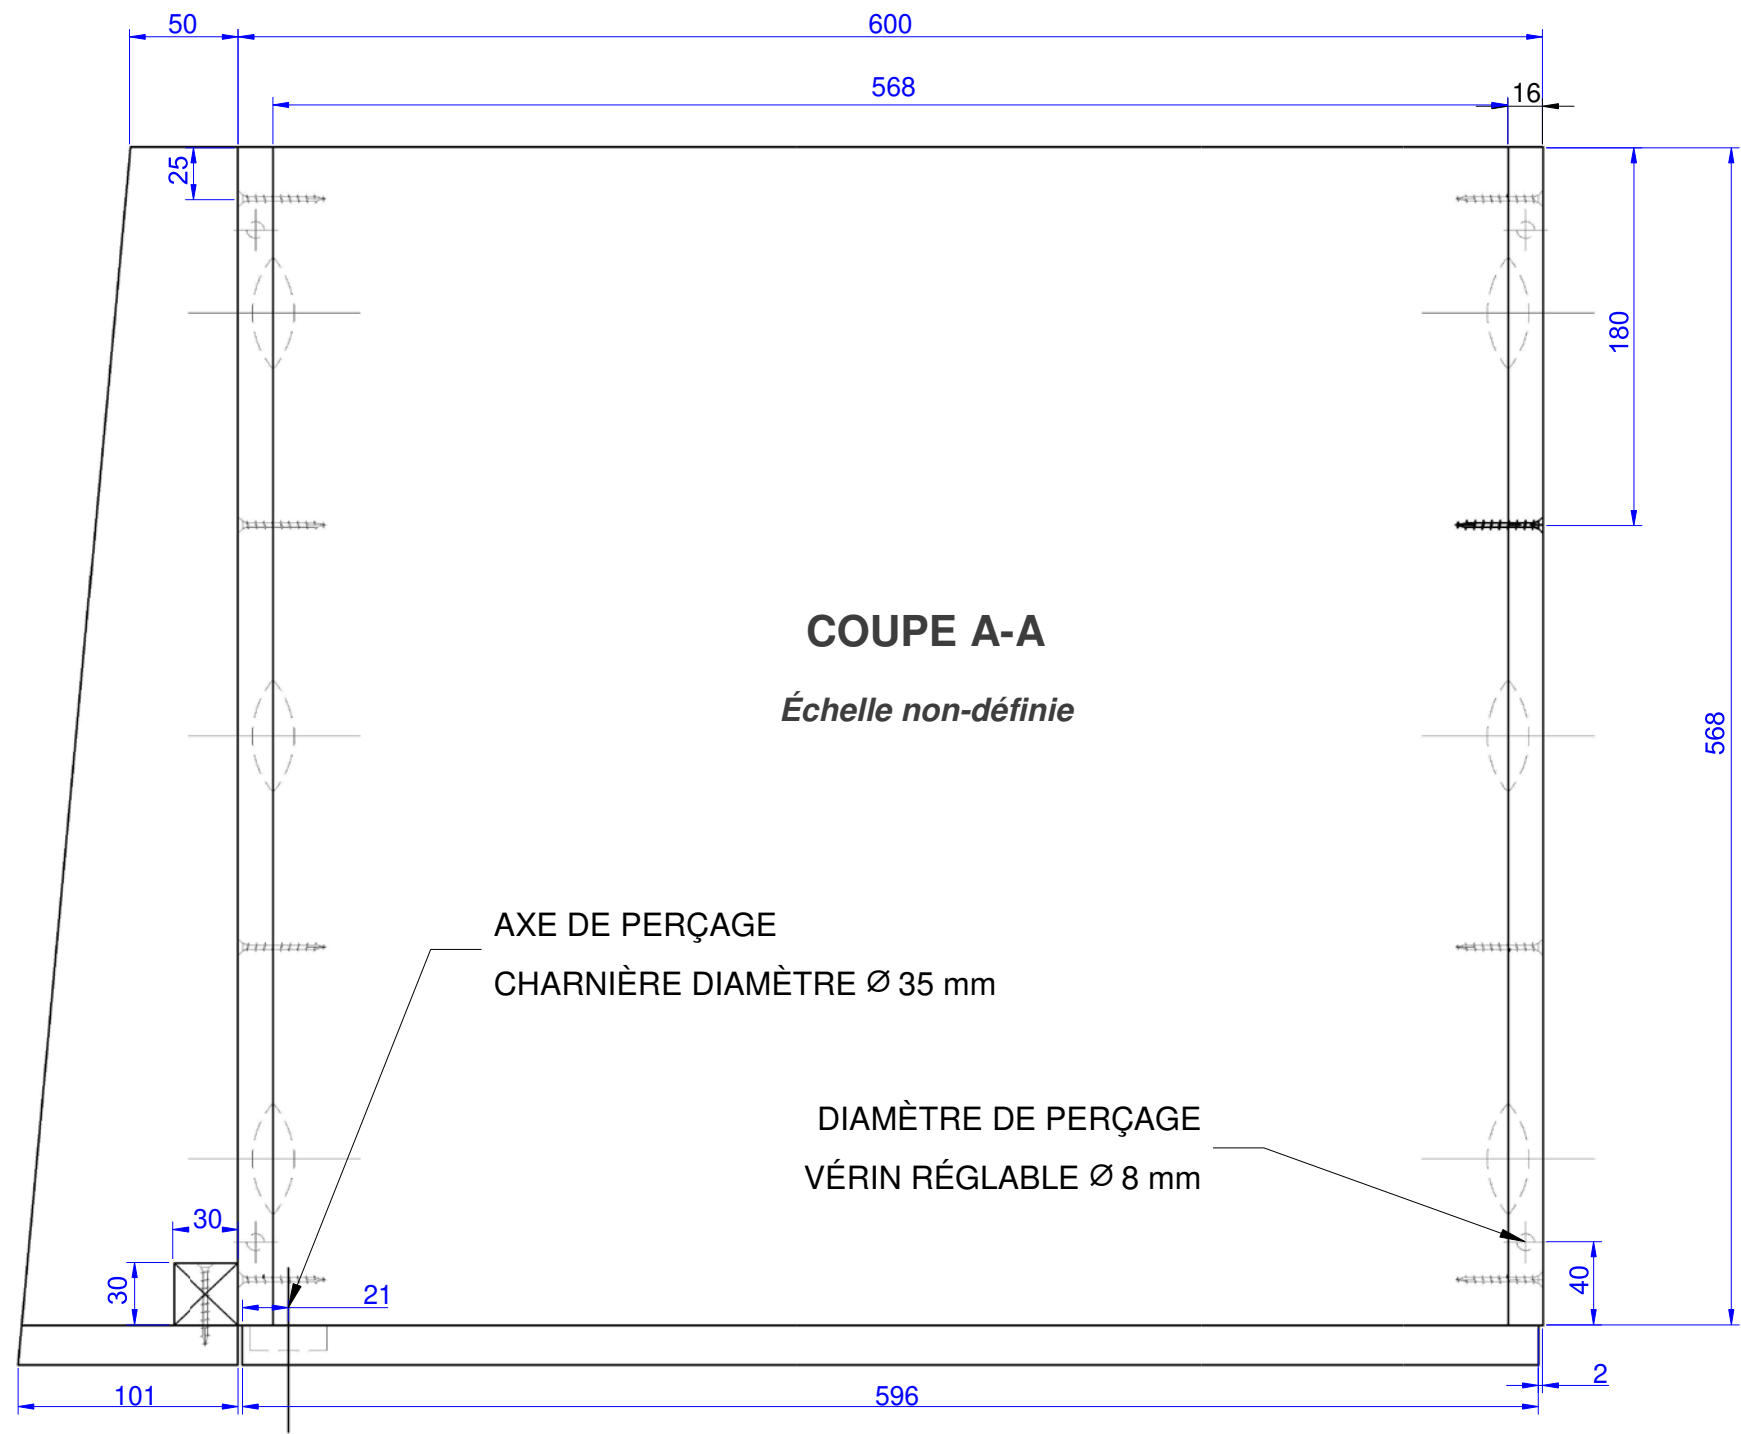 50
600
568
16
25
180
COUPE A-A
Échelle non-définie
568
AXE DE PERÇAGE
CHARNIÈRE DIAMÈTRE Ø 35 mm
DIAMÈTRE DE PERÇAGE
VÉRIN RÉGLABLE Ø 8 mm
30
30
21
40
2
101
596